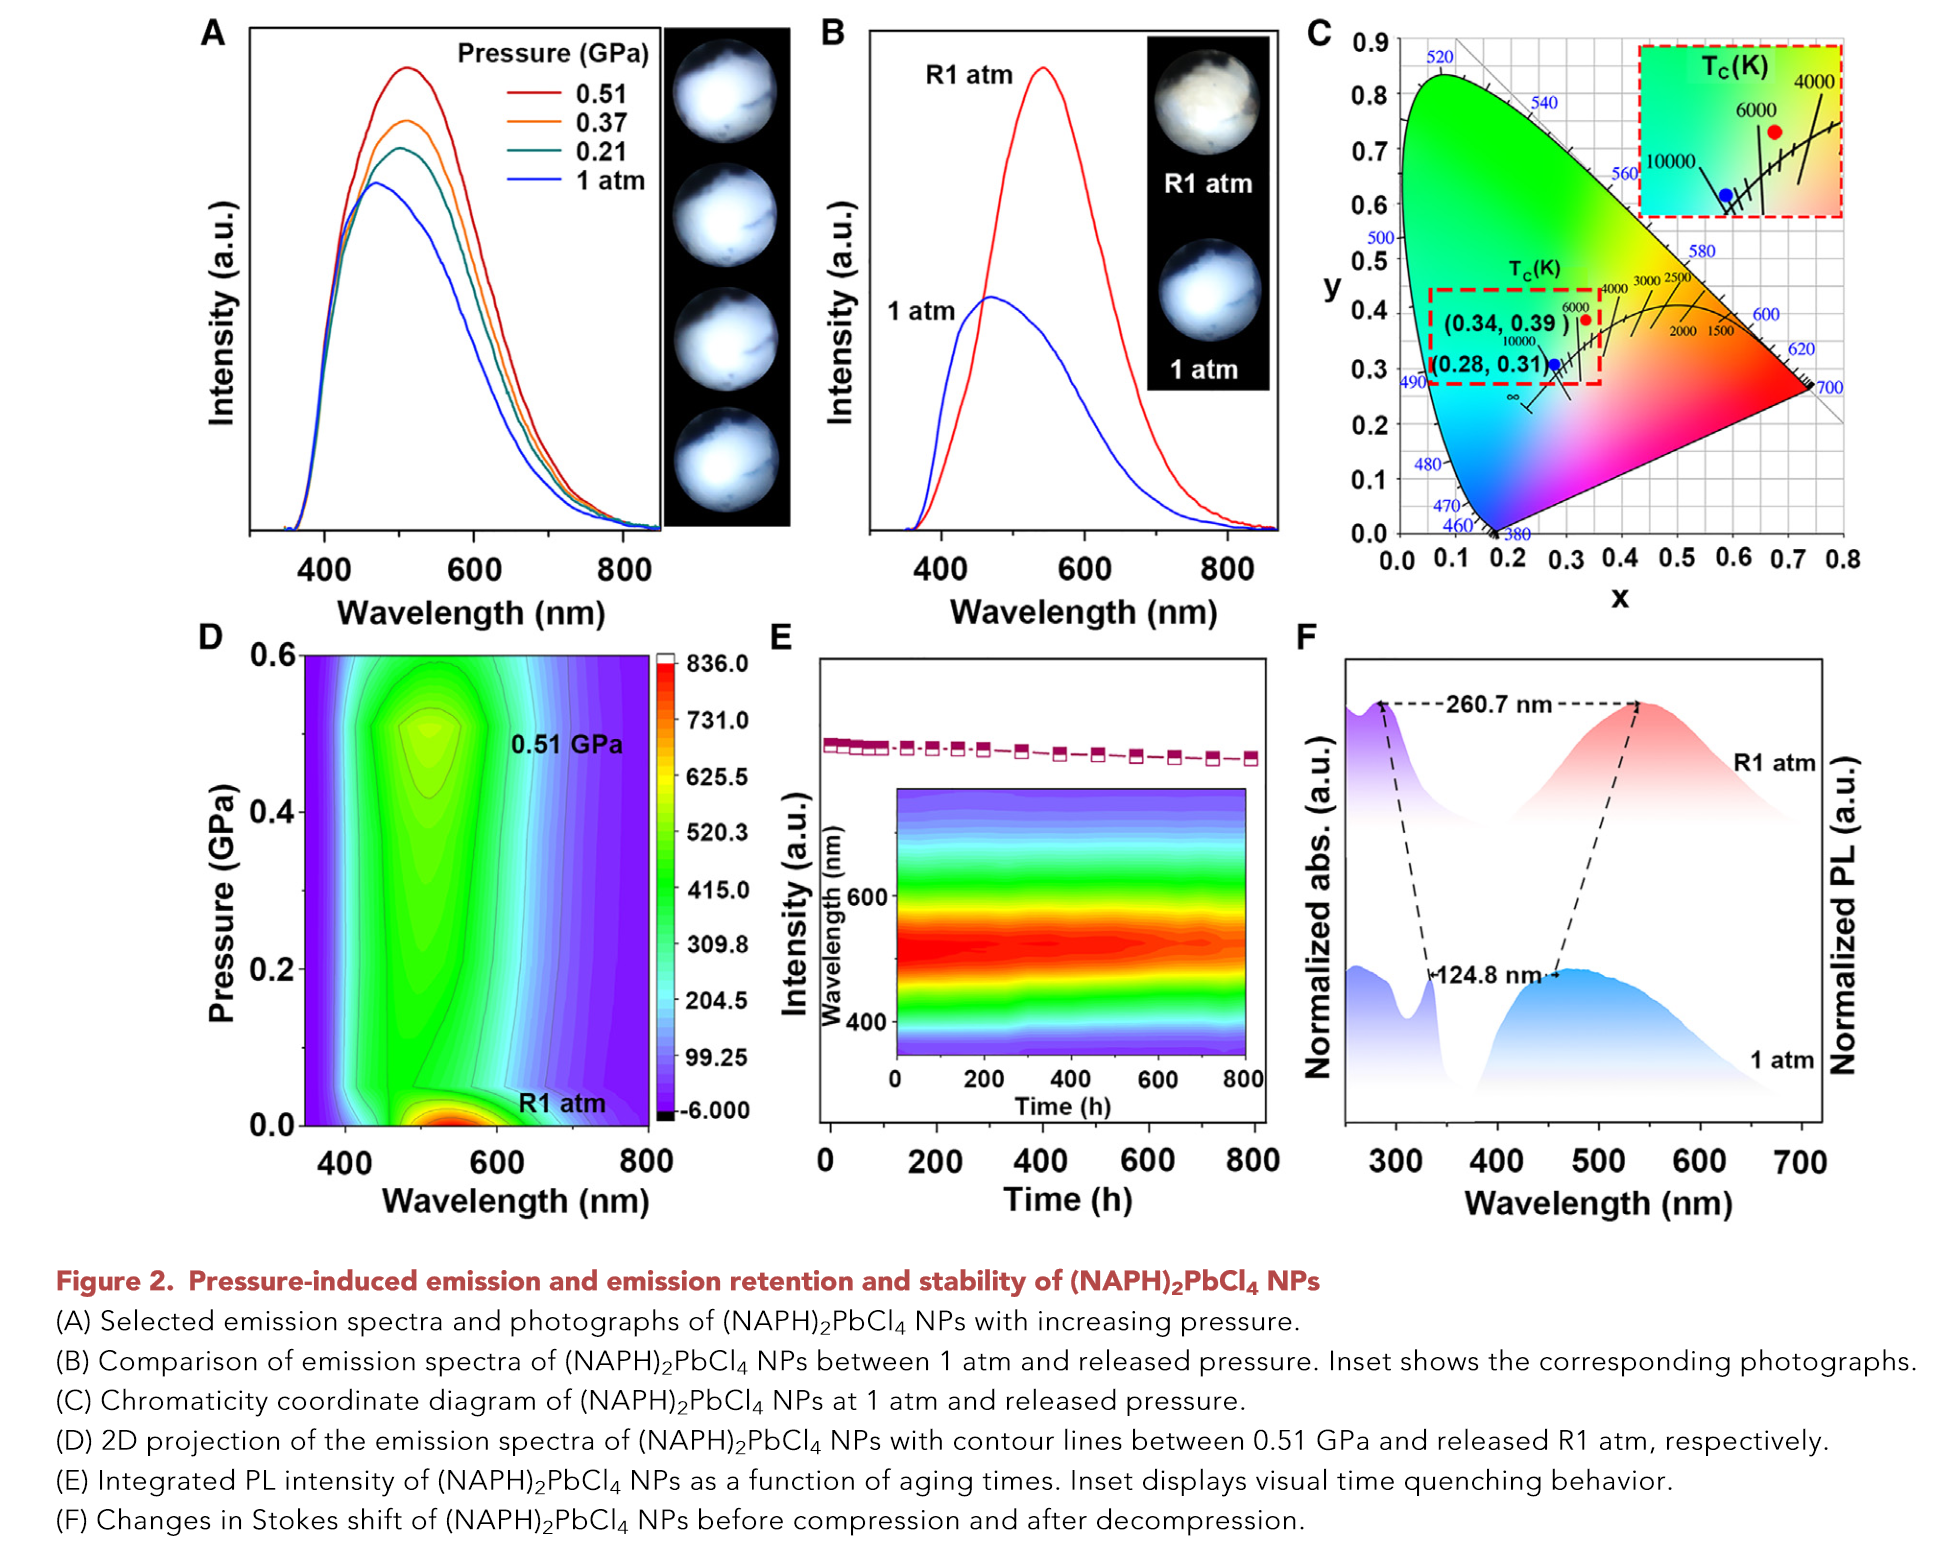 A
Pressure (GPa)
0.51
0.37
0.21
1 atm
Intensity (a.u.)
400 600 800
Wavelength (nm)
B
R1 atm
1 atm
R1 atm
1 atm
Intensity (a.u.)
400 600 800
Wavelength (nm)
C
0.9
0.8
0.7
0.6
0.5
0.4
0.3
0.2
0.1
0.0
y
520
540
560
500
580
600
620
490
700
480
470
460
380
T_C(K)
4000
6000
10000
T_C(K)
4000 3000 2500
6000
(0.34, 0.39 )
2000 1500
10000
(0.28, 0.31)
∞
0.0 0.1 0.2 0.3 0.4 0.5 0.6 0.7 0.8
x
D
0.6
0.4
0.2
0.0
Pressure (GPa)
0.51 GPa
R1 atm
400 600 800
Wavelength (nm)
836.0
731.0
625.5
520.3
415.0
309.8
204.5
99.25
-6.000
E
Intensity (a.u.)
Wavelength (nm)
600
400
0 200 400 600 800
Time (h)
0 200 400 600 800
Time (h)
F
Normalized abs. (a.u.)
260.7 nm
R1 atm
124.8 nm
1 atm
Normalized PL (a.u.)
300 400 500 600 700
Wavelength (nm)
Figure 2. Pressure-induced emission and emission retention and stability of (NAPH)₂PbCl₄ NPs
(A) Selected emission spectra and photographs of (NAPH)₂PbCl₄ NPs with increasing pressure.
(B) Comparison of emission spectra of (NAPH)₂PbCl₄ NPs between 1 atm and released pressure. Inset shows the corresponding photographs.
(C) Chromaticity coordinate diagram of (NAPH)₂PbCl₄ NPs at 1 atm and released pressure.
(D) 2D projection of the emission spectra of (NAPH)₂PbCl₄ NPs with contour lines between 0.51 GPa and released R1 atm, respectively.
(E) Integrated PL intensity of (NAPH)₂PbCl₄ NPs as a function of aging times. Inset displays visual time quenching behavior.
(F) Changes in Stokes shift of (NAPH)₂PbCl₄ NPs before compression and after decompression.